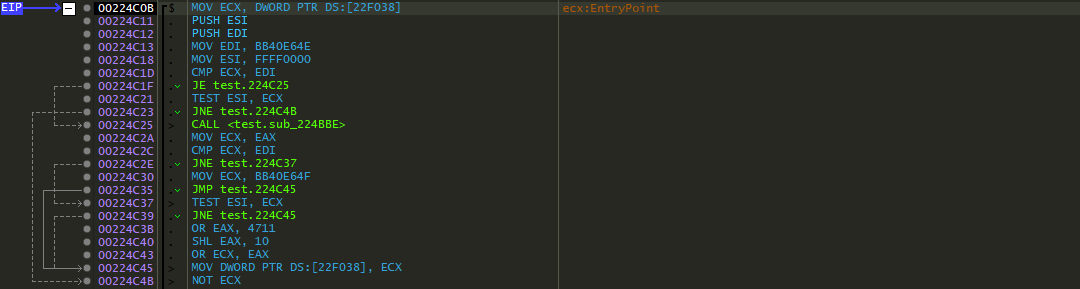 EIP 00224C0B $ MOV ECX, DWORD PTR DS:[22F038] ecx:EntryPoint
00224C11 . PUSH ESI
00224C12 . PUSH EDI
00224C13 . MOV EDI, BB40E64E
00224C18 . MOV ESI, FFFF0000
00224C1D . CMP ECX, EDI
00224C1F . JE test.224C25
00224C21 . TEST ESI, ECX
00224C23 . JNE test.224C4B
00224C25 > CALL <test.sub_224BBE>
00224C2A . MOV ECX, EAX
00224C2C . CMP ECX, EDI
00224C2E . JNE test.224C37
00224C30 . MOV ECX, BB40E64F
00224C35 . JMP test.224C45
00224C37 > TEST ESI, ECX
00224C39 . JNE test.224C45
00224C3B . OR EAX, 4711
00224C40 . SHL EAX, 10
00224C43 . OR ECX, EAX
00224C45 > MOV DWORD PTR DS:[22F038], ECX
00224C4B > NOT ECX